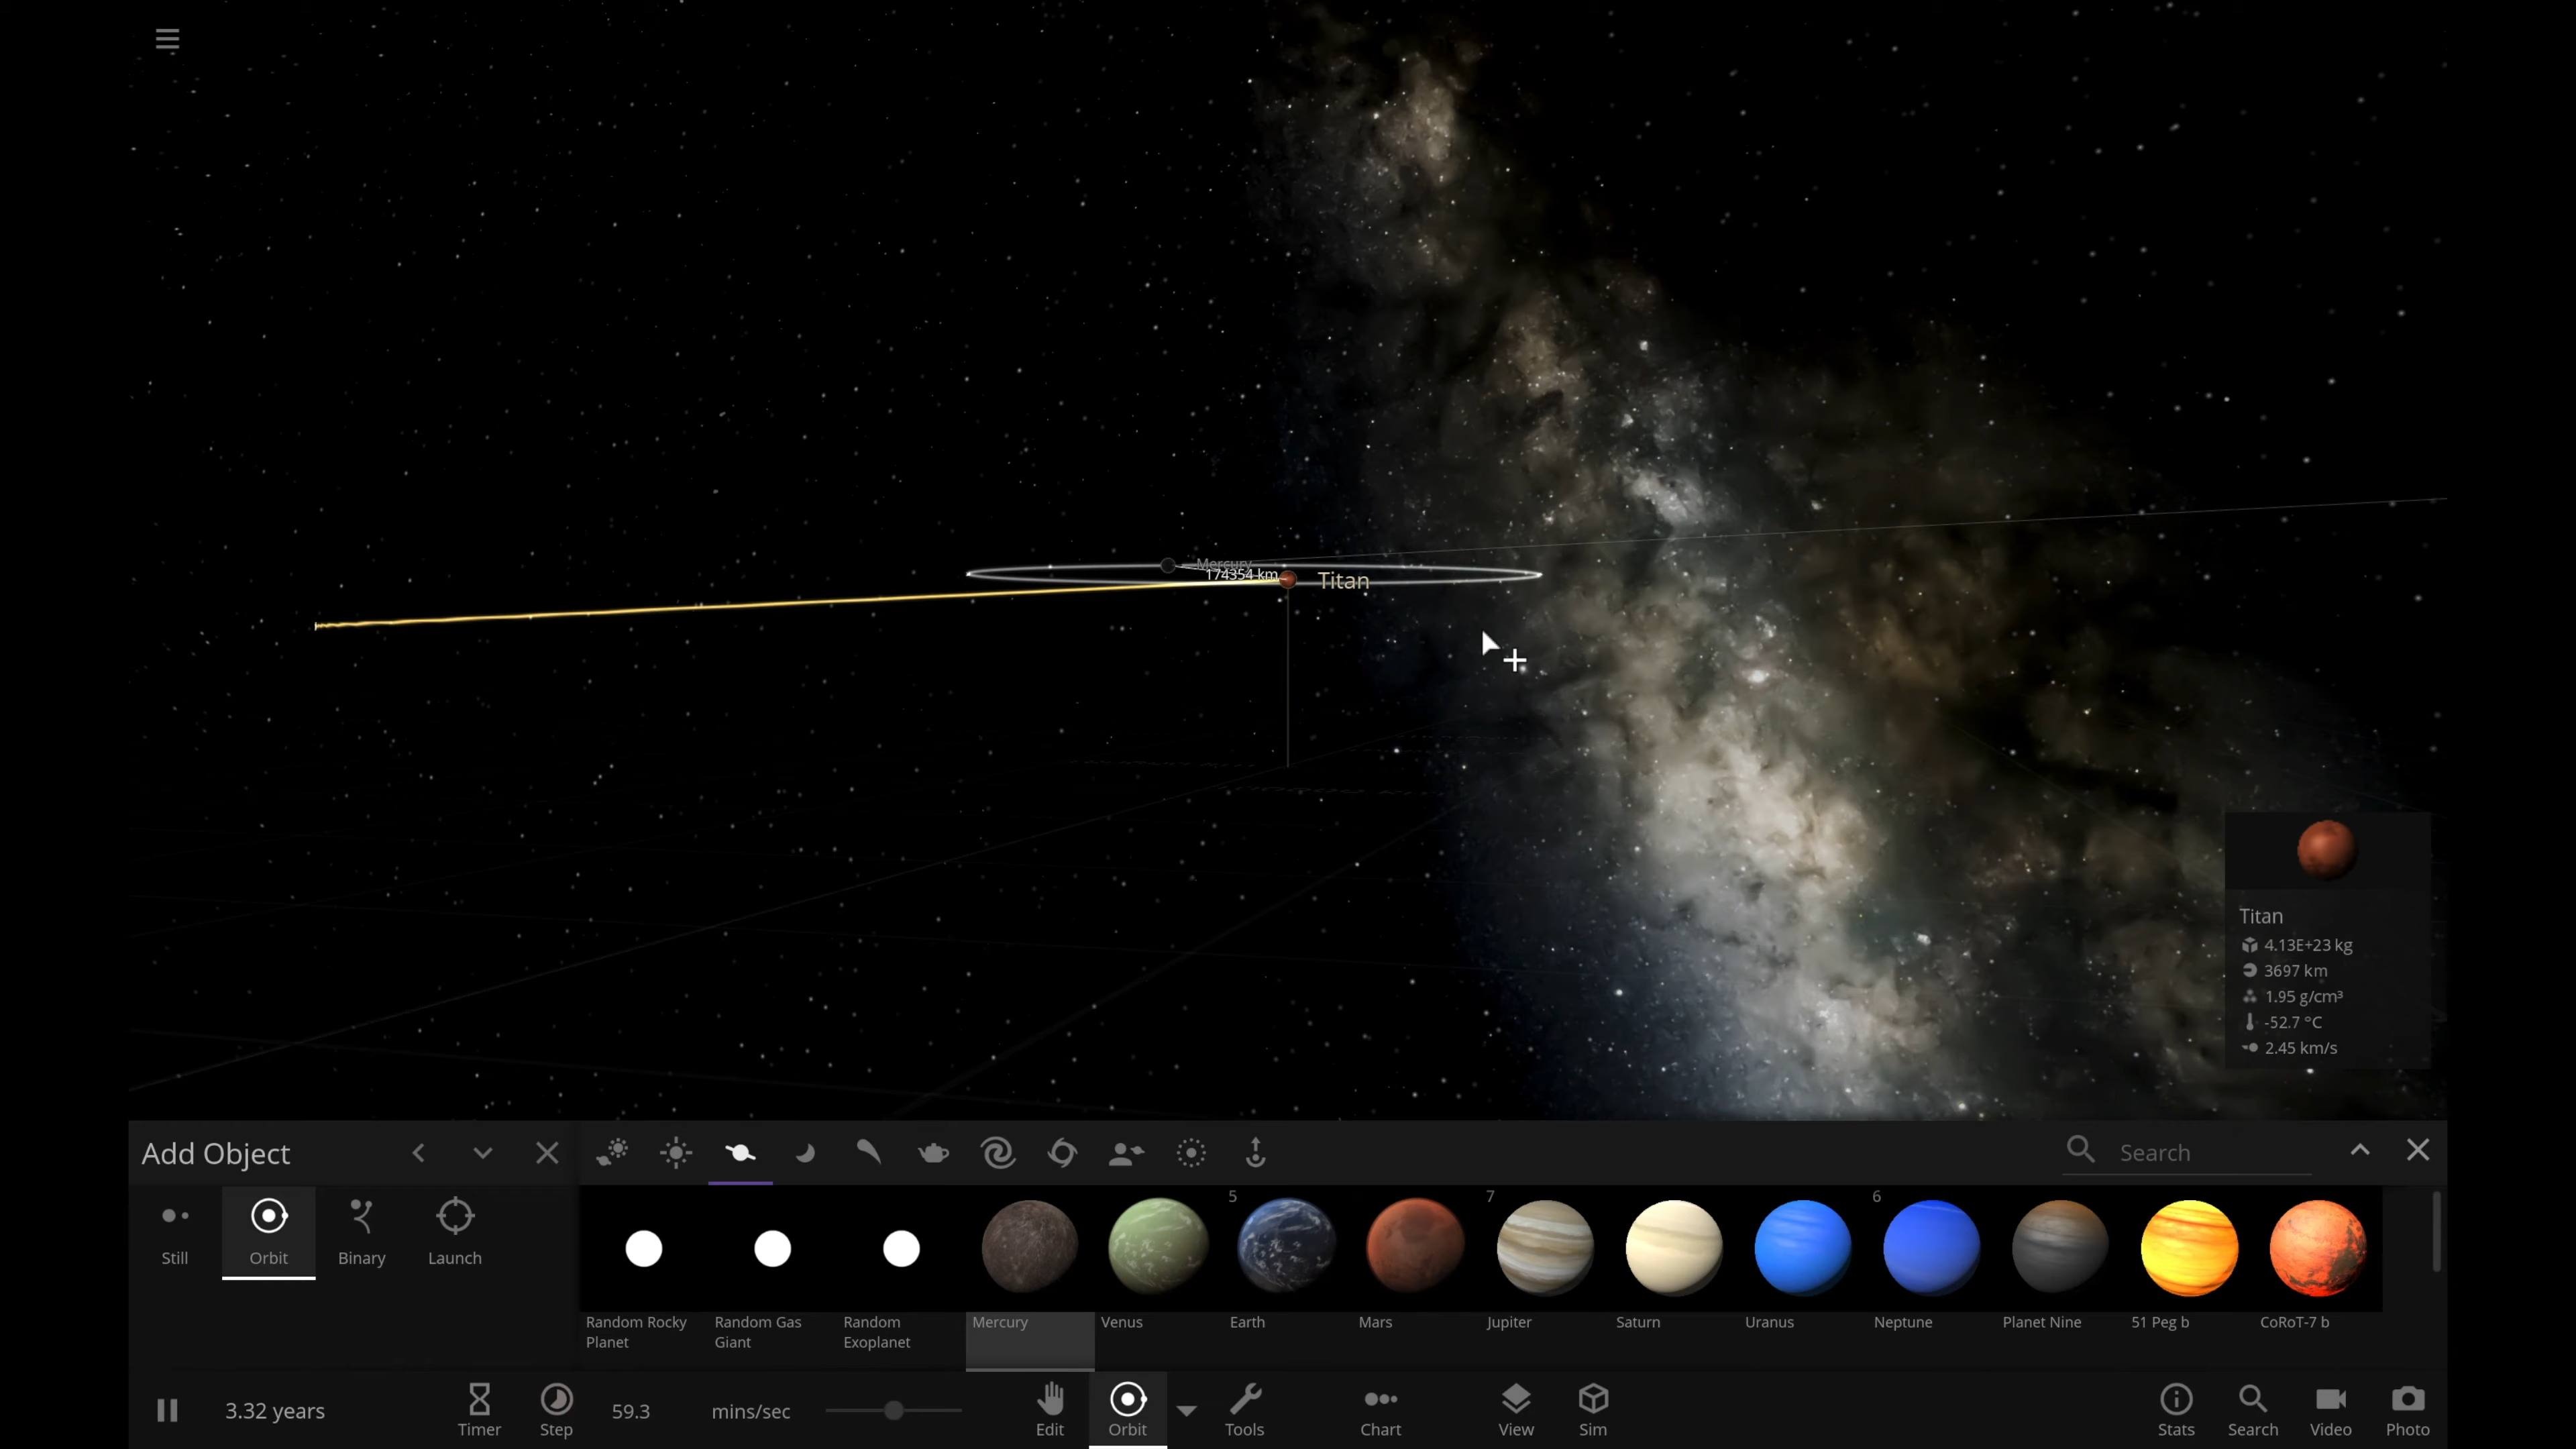 Mercury
174354 km
Titan
Titan
4.13E+23 kg
3697 km
1.95 g/cm³
-52.7 °C
2.45 km/s
Add Object
Search
Still
Orbit
Binary
Launch
5
7
6
Random Rocky
Planet
Random Gas
Giant
Random
Exoplanet
Mercury
Venus
Earth
Mars
Jupiter
Saturn
Uranus
Neptune
Planet Nine
51 Peg b
CoRoT-7 b
3.32 years
Timer
Step
59.3
mins/sec
Edit
Orbit
Tools
Chart
View
Sim
Stats
Search
Video
Photo